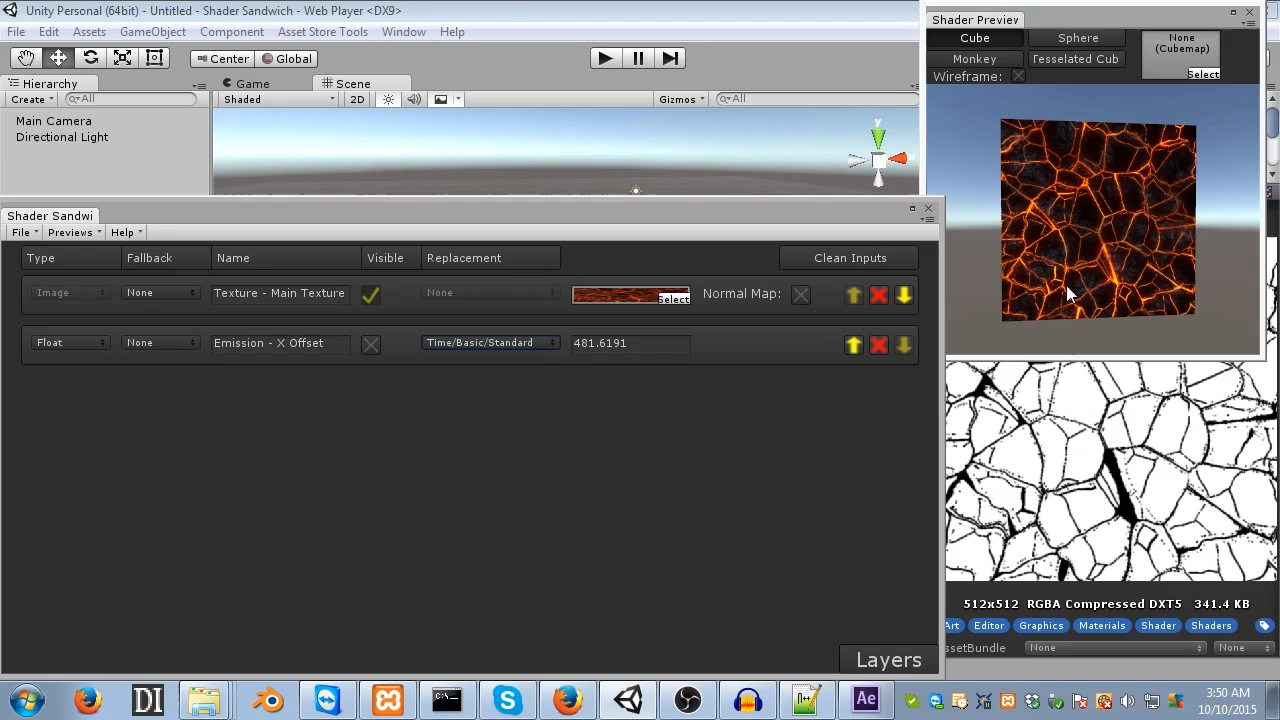 Unity Personal (64bit) - Untitled - Shader Sandwich - Web Player <DX9>
File Edit Assets GameObject Component Asset Store Tools Window Help
Center Global
Hierarchy Game Scene
Create All Shaded 2D Gizmos All
Main Camera
Directional Light
y
Shader Preview
Cube Sphere None
(Cubemap)
Monkey Tesselated Cub
Select
Wireframe:
Shader Sandwi
File Previews Help
Type Fallback Name Visible Replacement Clean Inputs
Image None Texture - Main Texture None Select Normal Map:
Float None Emission - X Offset Time/Basic/Standard 481.6191
Layers
512x512 RGBA Compressed DXT5 341.4 KB
Art Editor Graphics Materials Shader Shaders
ssetBundle None None
DI Ae
3:50 AM
10/10/2015